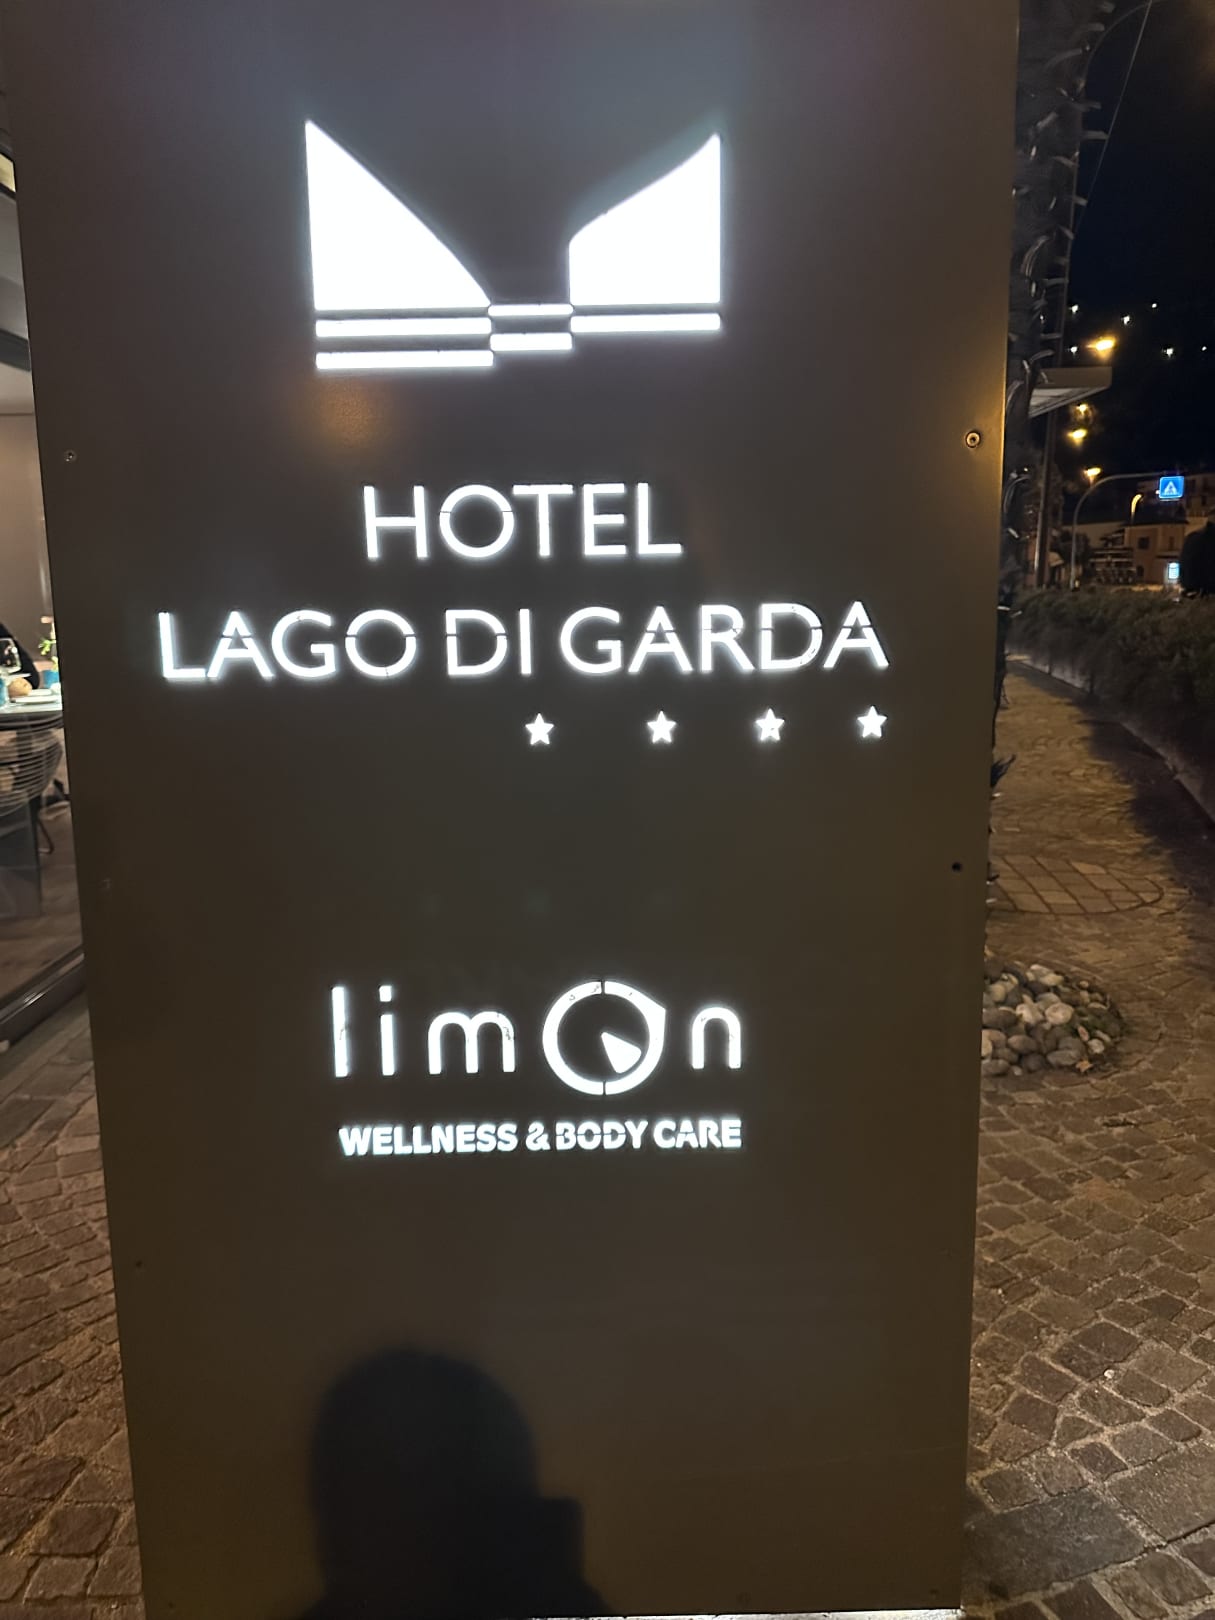 HOTEL
LAGO DI GARDA
limon
WELLNESS & BODY CARE